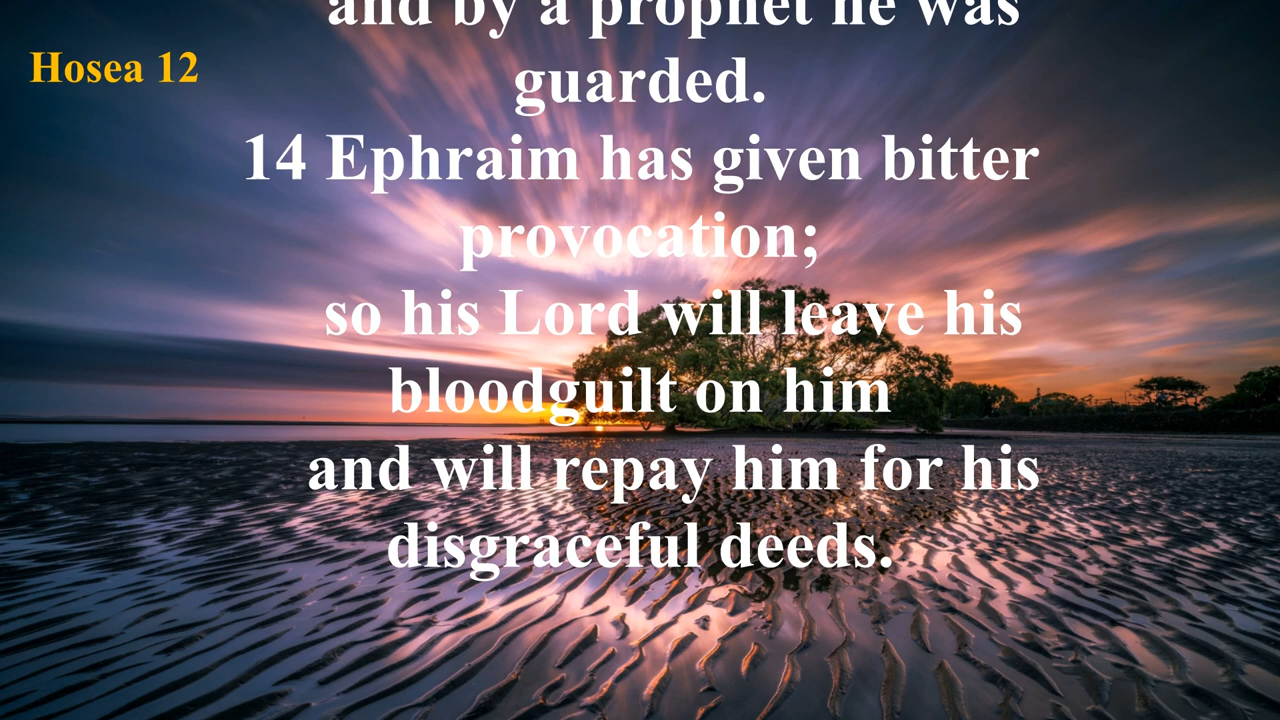 and by a prophet he was
Hosea 12
guarded.
14 Ephraim has given bitter
provocation;
so his Lord will leave his
bloodguilt on him
and will repay him for his
disgraceful deeds.